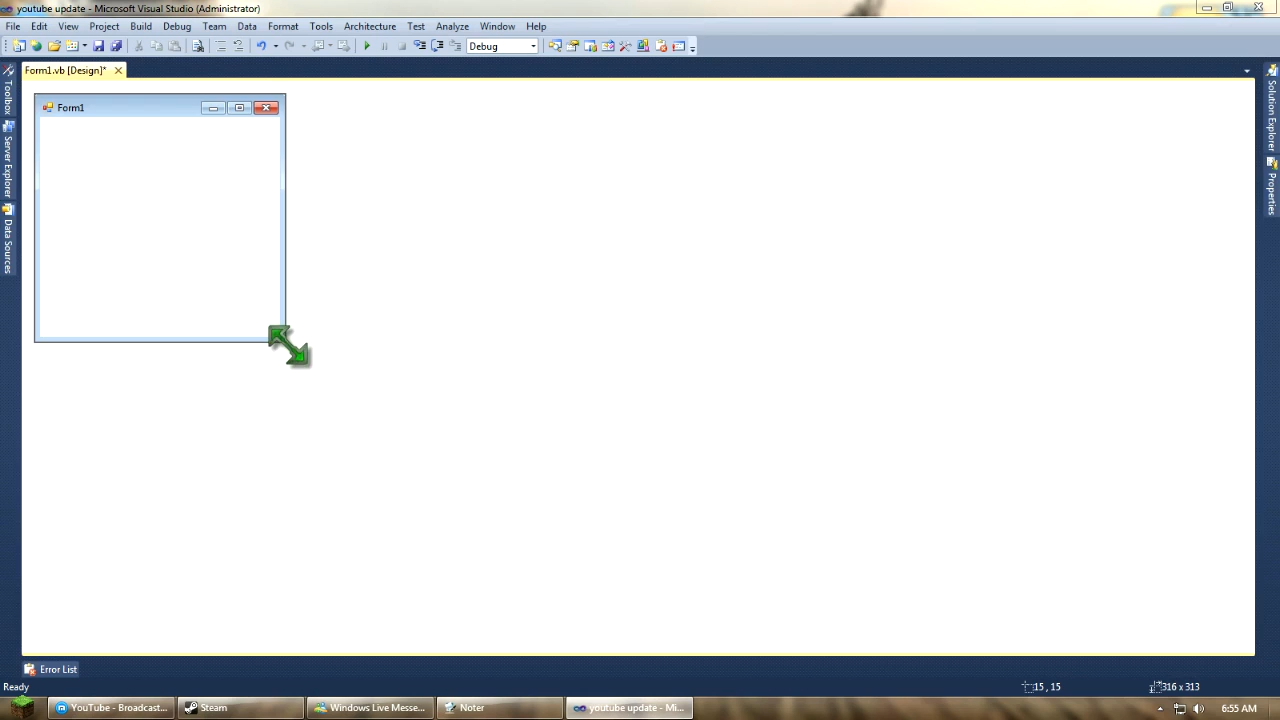 youtube update - Microsoft Visual Studio (Administrator)
File Edit View Project Build Debug Team Data Format Tools Architecture Test Analyze Window Help
Debug
Form1.vb [Design]*
Form1
Toolbox
Server Explorer
Data Sources
Solution Explorer
Properties
Error List
Ready 15 , 15 316 x 313
YouTube - Broadcast... Steam Windows Live Messe... Noter youtube update - Mi... 6:55 AM